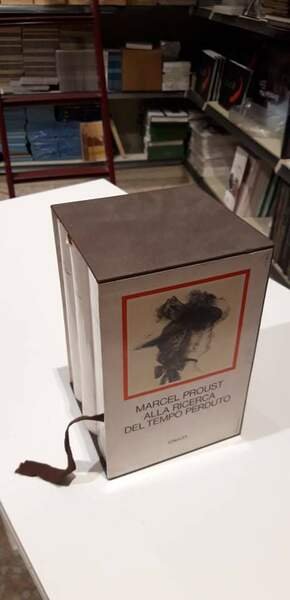 MARCEL PROUST
ALLA RICERCA
DEL TEMPO PERDUTO
EINAUDI